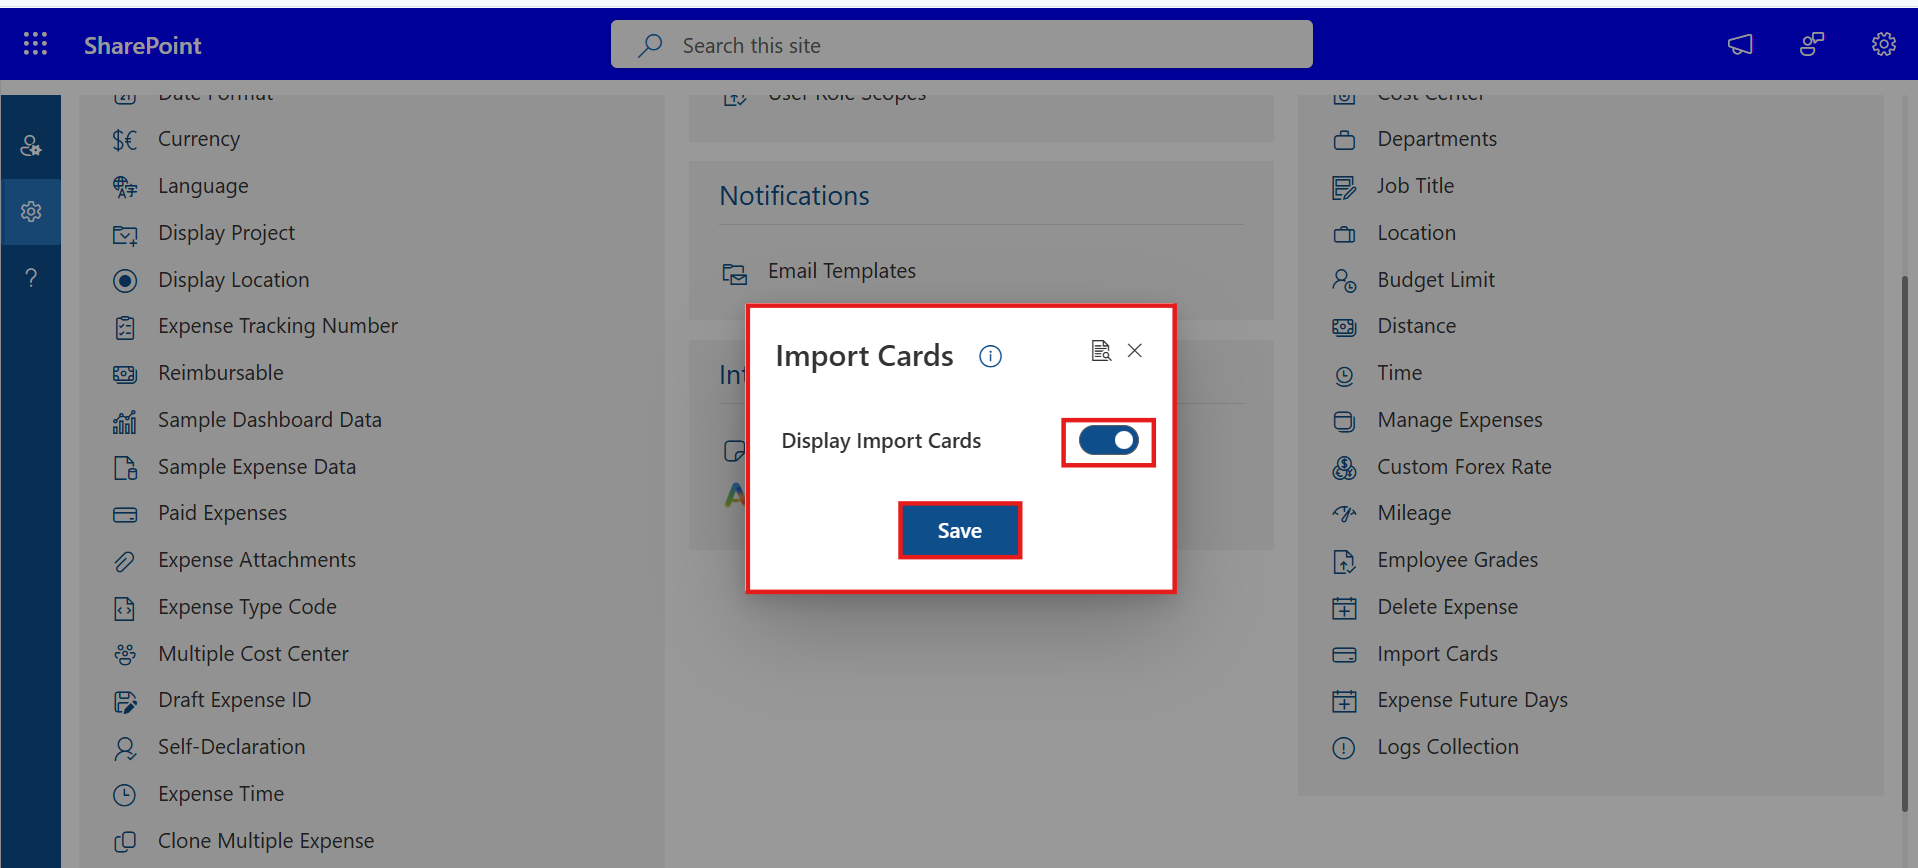 SharePoint
Search this site
Date Format
Currency
Language
Display Project
Display Location
Expense Tracking Number
Reimbursable
Sample Dashboard Data
Sample Expense Data
Paid Expenses
Expense Attachments
Expense Type Code
Multiple Cost Center
Draft Expense ID
Self-Declaration
Expense Time
Clone Multiple Expense
User Role Scopes
Notifications
Email Templates
Int
Import Cards
Display Import Cards
Save
Cost Center
Departments
Job Title
Location
Budget Limit
Distance
Time
Manage Expenses
Custom Forex Rate
Mileage
Employee Grades
Delete Expense
Import Cards
Expense Future Days
Logs Collection